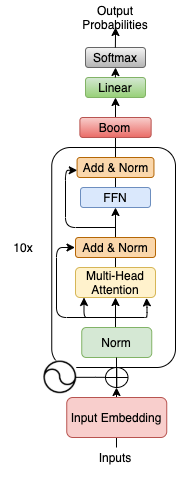 Output
Probabilities
Softmax
Linear
Boom
Add & Norm
FFN
Add & Norm
10x
Multi-Head
Attention
Norm
Input Embedding
Inputs